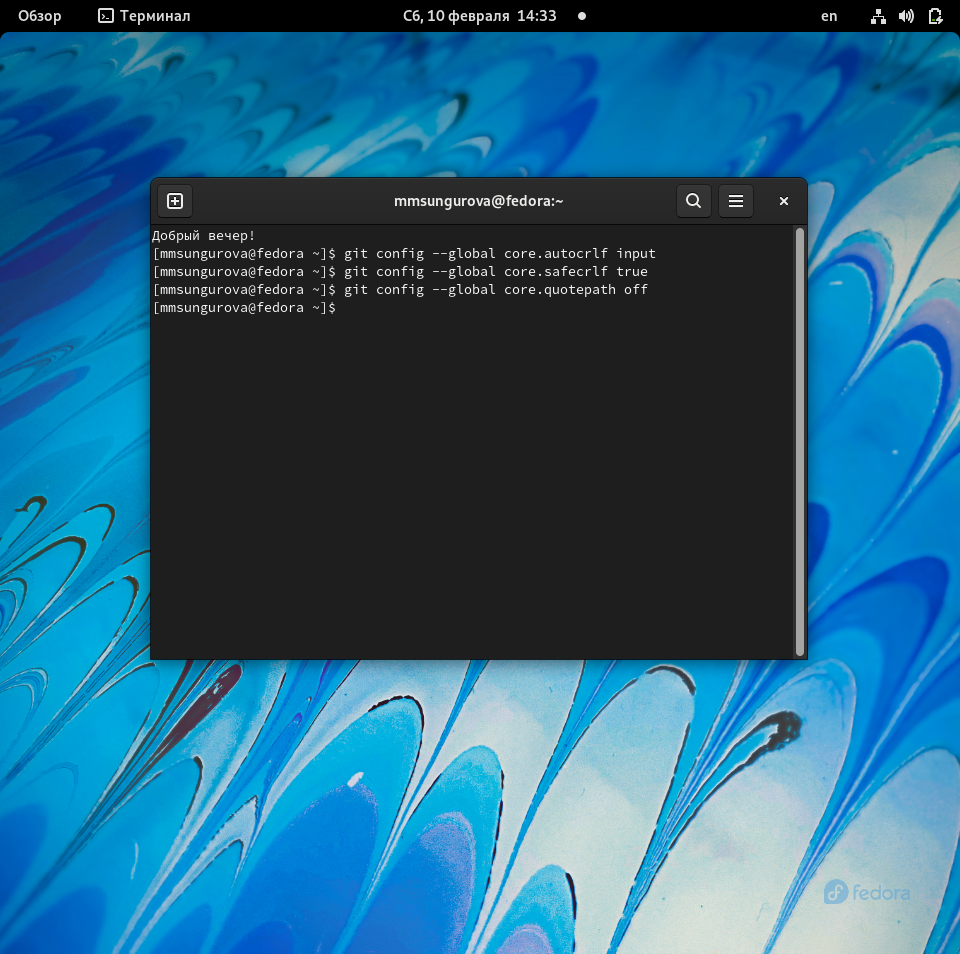 Обзор Терминал Сб, 10 февраля 14:33 en
mmsungurova@fedora:~
Добрый вечер!
[mmsungurova@fedora ~]$ git config --global core.autocrlf input
[mmsungurova@fedora ~]$ git config --global core.safecrlf true
[mmsungurova@fedora ~]$ git config --global core.quotepath off
[mmsungurova@fedora ~]$
fedora